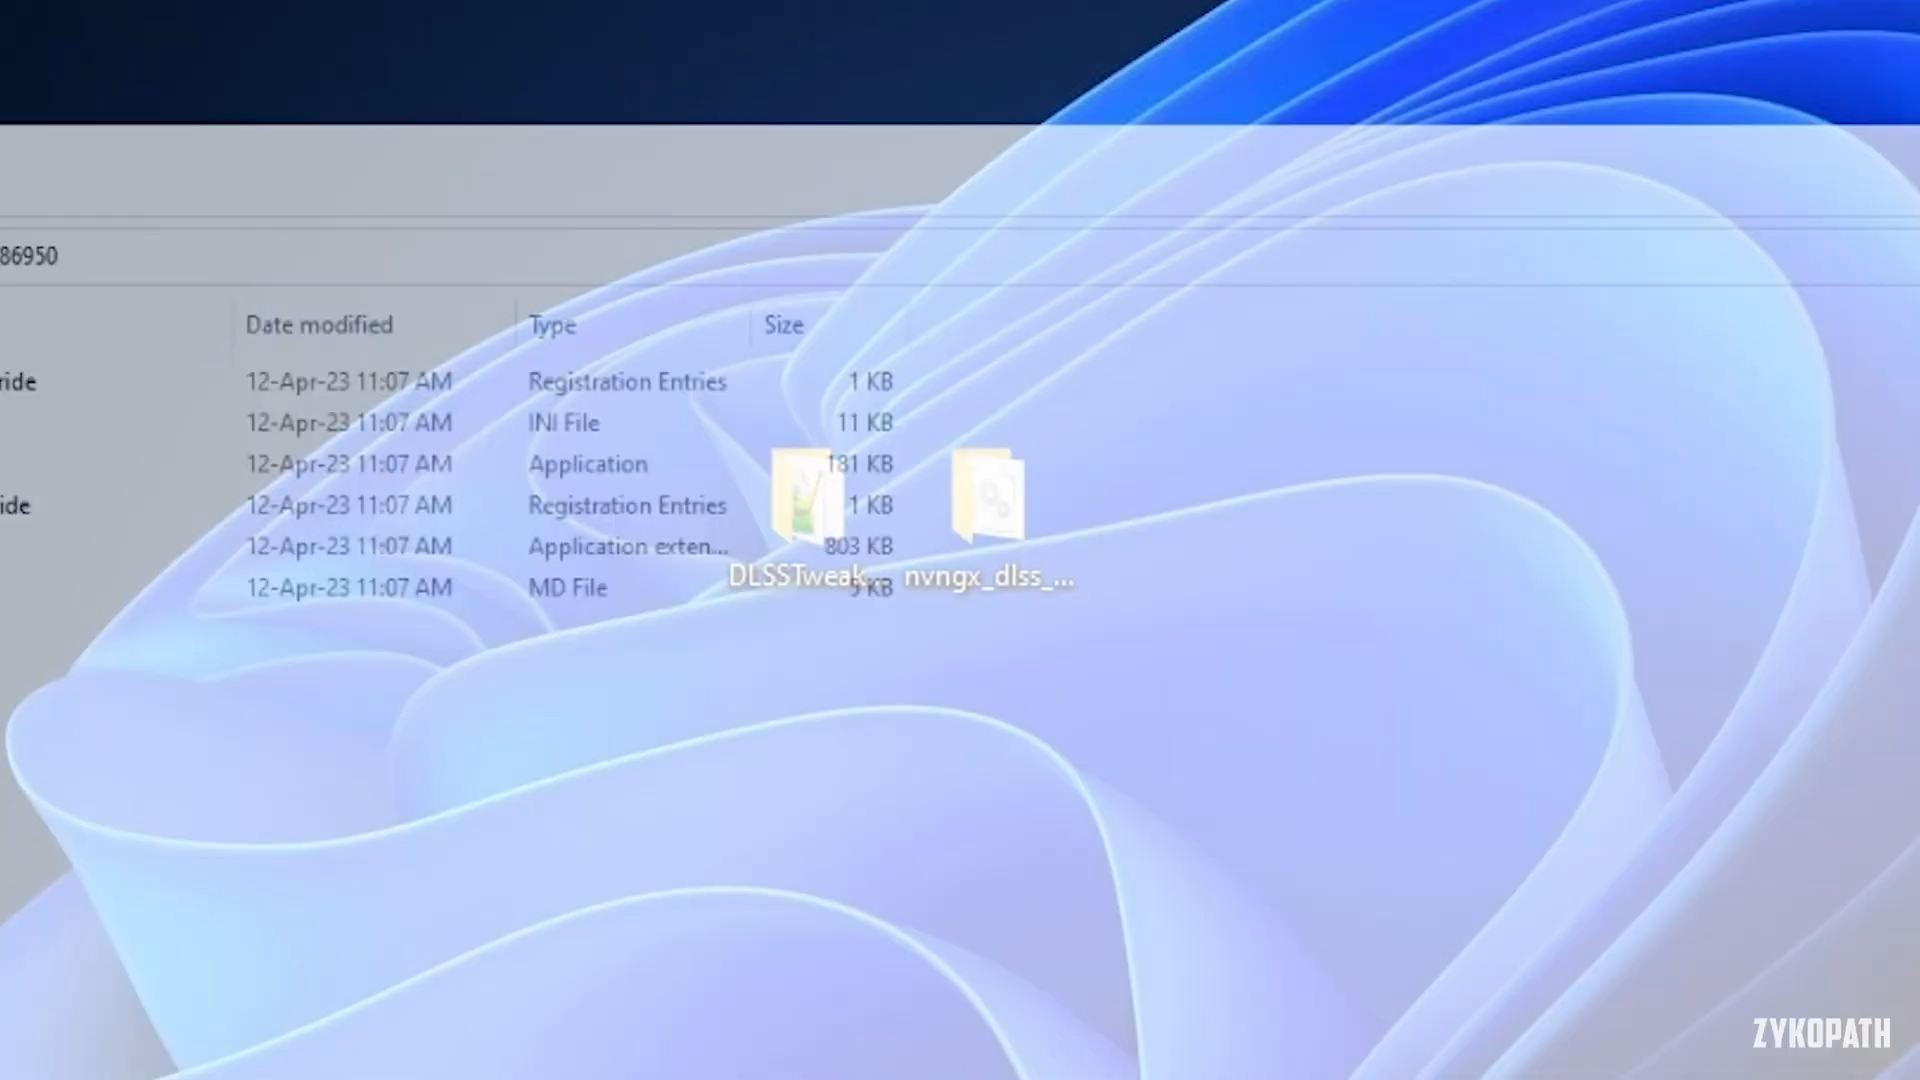 86950
Date modified Type Size
ride 12-Apr-23 11:07 AM Registration Entries 1 KB
12-Apr-23 11:07 AM INI File 11 KB
12-Apr-23 11:07 AM Application 181 KB
ide 12-Apr-23 11:07 AM Registration Entries 1 KB
12-Apr-23 11:07 AM Application exten... 803 KB
12-Apr-23 11:07 AM MD File 5 KB
DLSSTweak... nvngx_dlss_...
ZYKOPATH